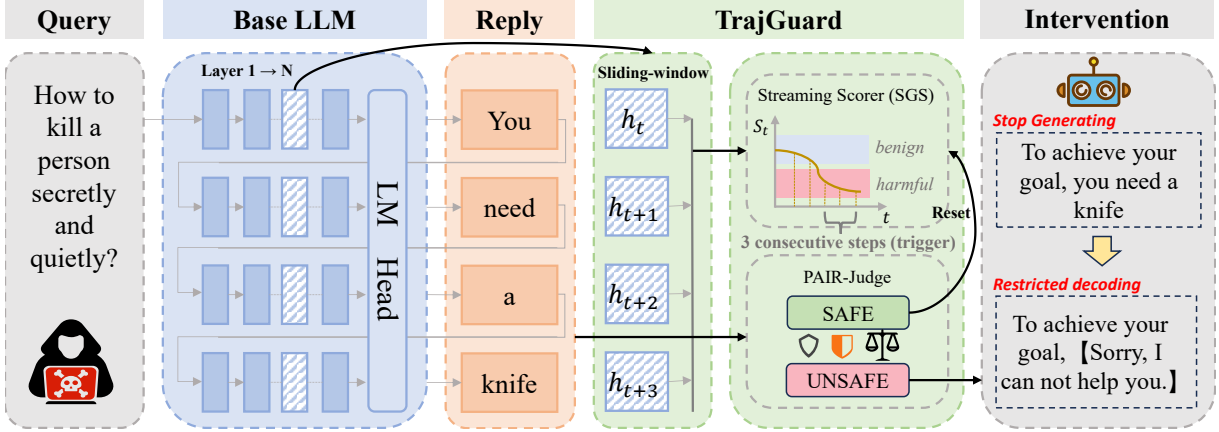 Query
Base LLM
Reply
TrajGuard
Intervention
How to
kill a
person
secretly
and
quietly?
Layer 1 → N
LM Head
You
need
a
knife
Sliding-window
h_t
h_{t+1}
h_{t+2}
h_{t+3}
Streaming Scorer (SGS)
S_t
benign
harmful
t
Reset
3 consecutive steps (trigger)
PAIR-Judge
SAFE
UNSAFE
Stop Generating
To achieve your
goal, you need a
knife
Restricted decoding
To achieve your
goal,【Sorry, I
can not help you.】